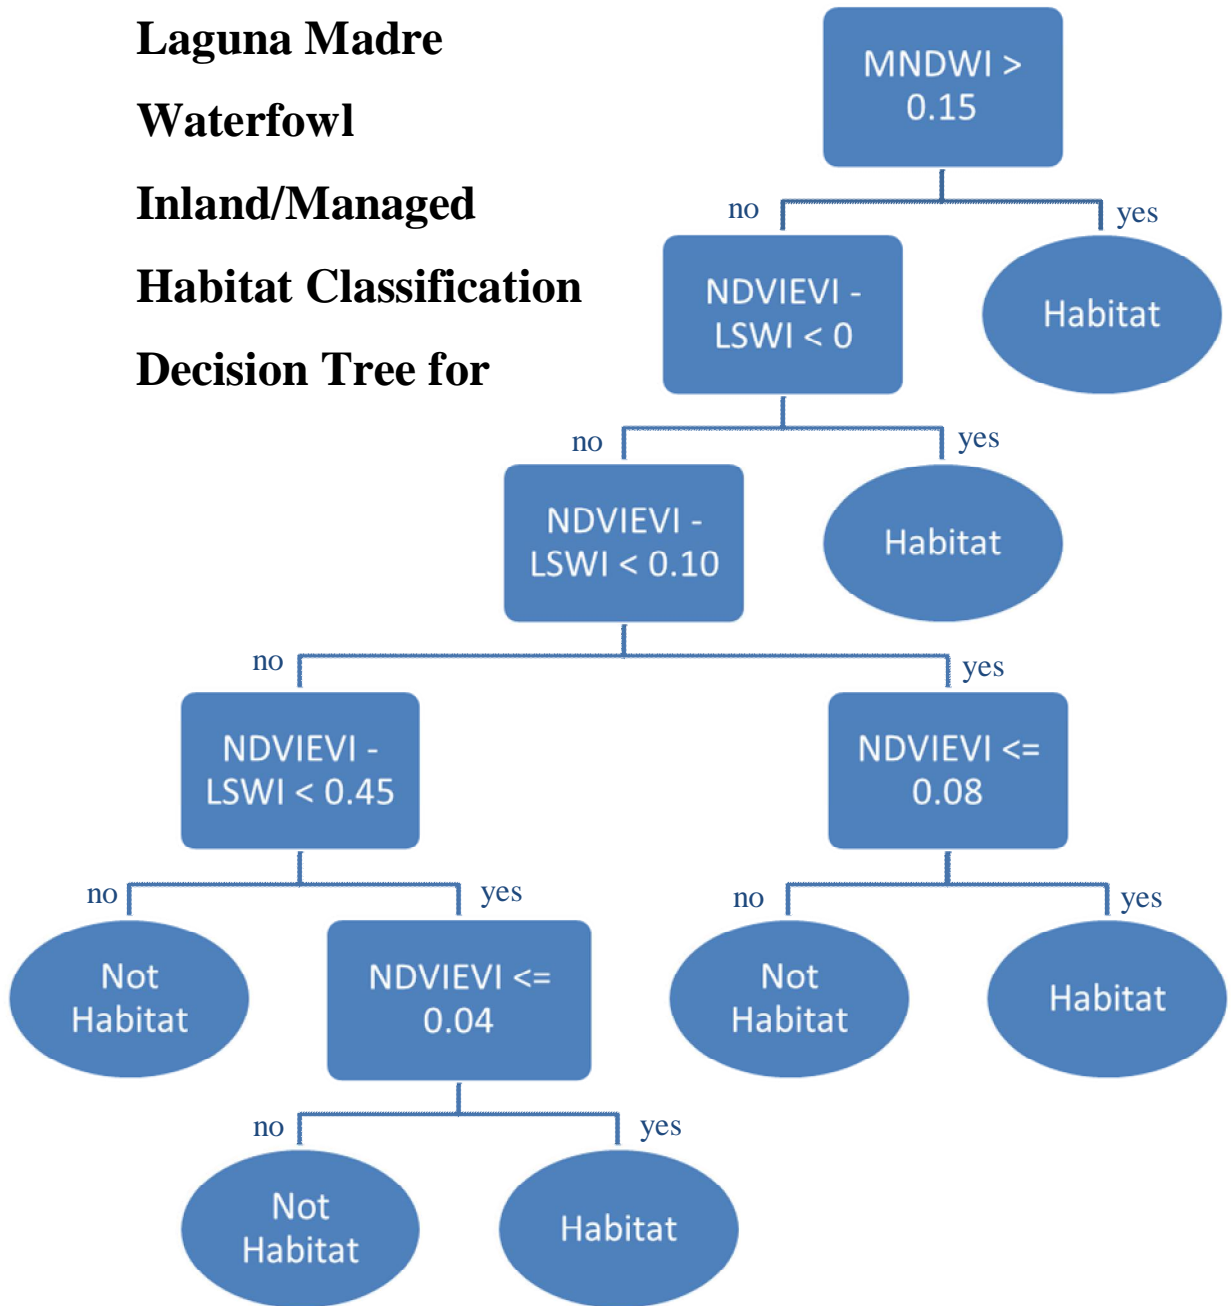 Laguna Madre
Waterfowl
Inland/Managed
Habitat Classification
Decision Tree for
MNDWI >
0.15
no
yes
NDVIEVI -
LSWI < 0
Habitat
no
yes
NDVIEVI -
LSWI < 0.10
Habitat
no
yes
NDVIEVI -
LSWI < 0.45
NDVIEVI <=
0.08
no
yes
no
yes
Not
Habitat
NDVIEVI <=
0.04
Not
Habitat
Habitat
no
yes
Not
Habitat
Habitat